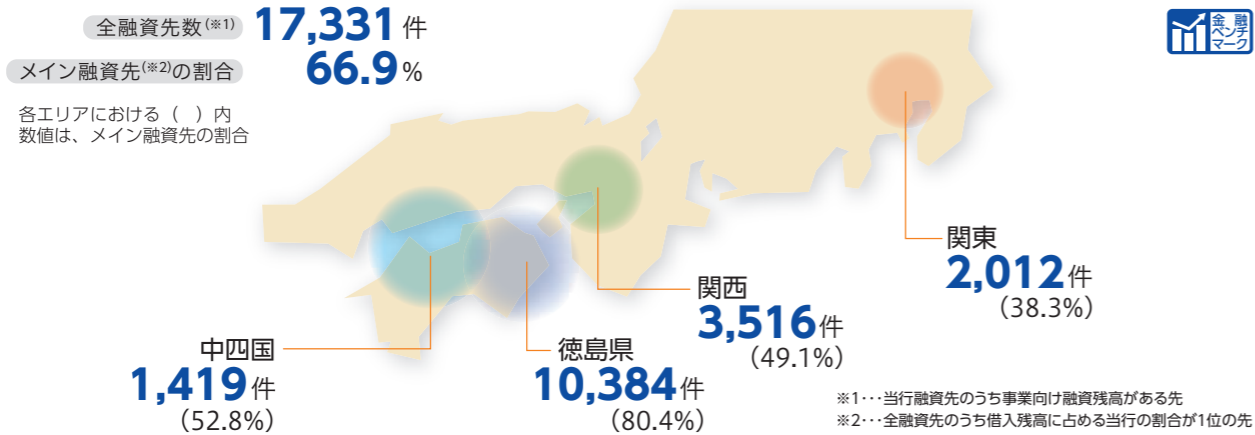 全融資先数(※1) 17,331 件
メイン融資先(※2)の割合 66.9 %
各エリアにおける（　）内
数値は、メイン融資先の割合
金融
ベンチ
マーク
関東
2,012件
(38.3%)
関西
3,516件
(49.1%)
徳島県
10,384件
(80.4%)
中四国
1,419件
(52.8%)
※1･･･当行融資先のうち事業向け融資残高がある先
※2･･･全融資先のうち借入残高に占める当行の割合が1位の先